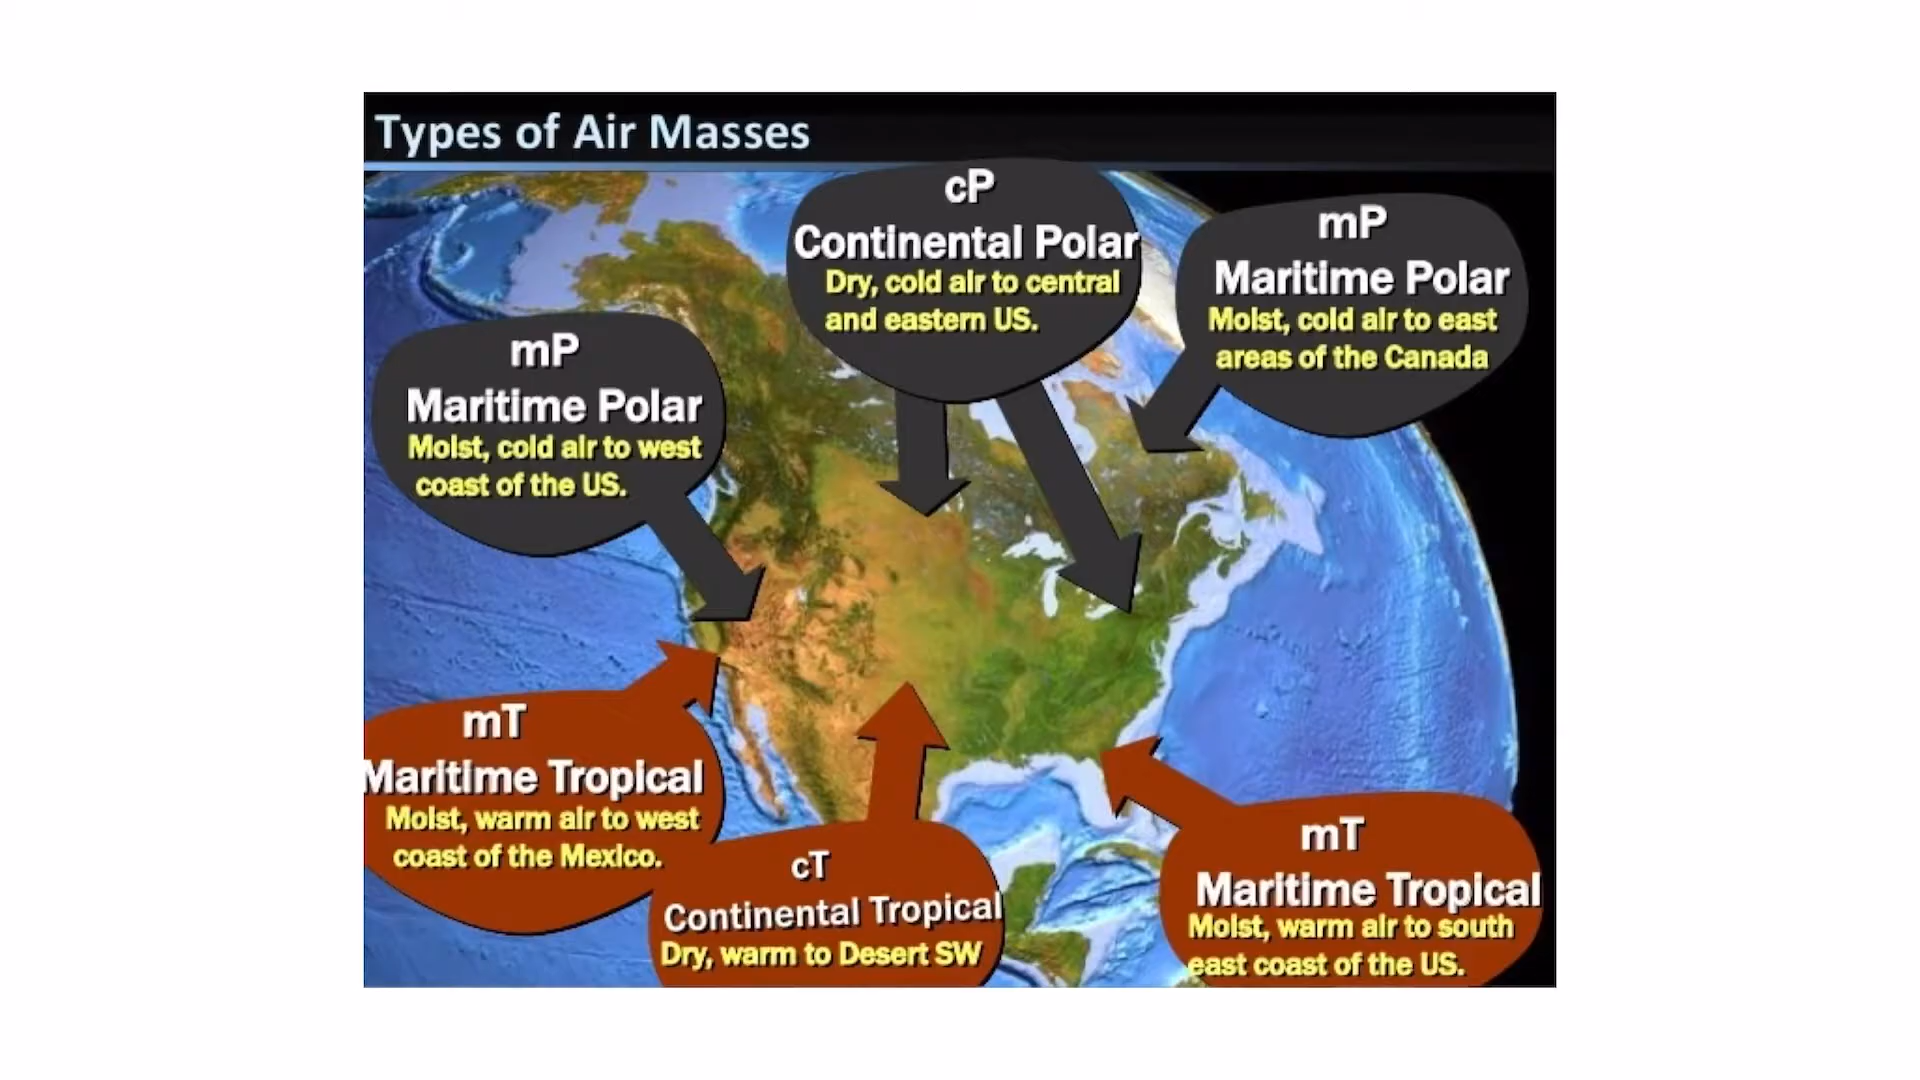 Types of Air Masses
cP
Continental Polar
Dry, cold air to central
and eastern US.
mP
Maritime Polar
Moist, cold air to east
areas of the Canada
mP
Maritime Polar
Moist, cold air to west
coast of the US.
mT
Maritime Tropical
Moist, warm air to west
coast of the Mexico.
cT
Continental Tropical
Dry, warm to Desert SW
mT
Maritime Tropical
Moist, warm air to south
east coast of the US.